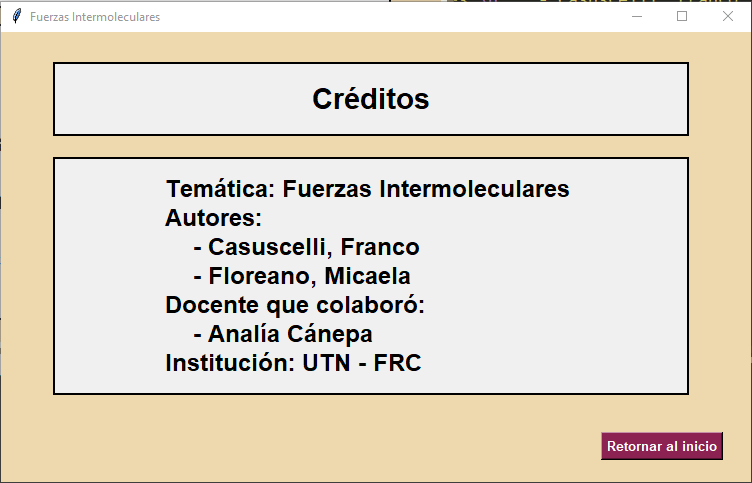 Fuerzas Intermoleculares
Créditos
Temática: Fuerzas Intermoleculares
Autores:
- Casuscelli, Franco
- Floreano, Micaela
Docente que colaboró:
- Analía Cánepa
Institución: UTN - FRC
Retornar al inicio